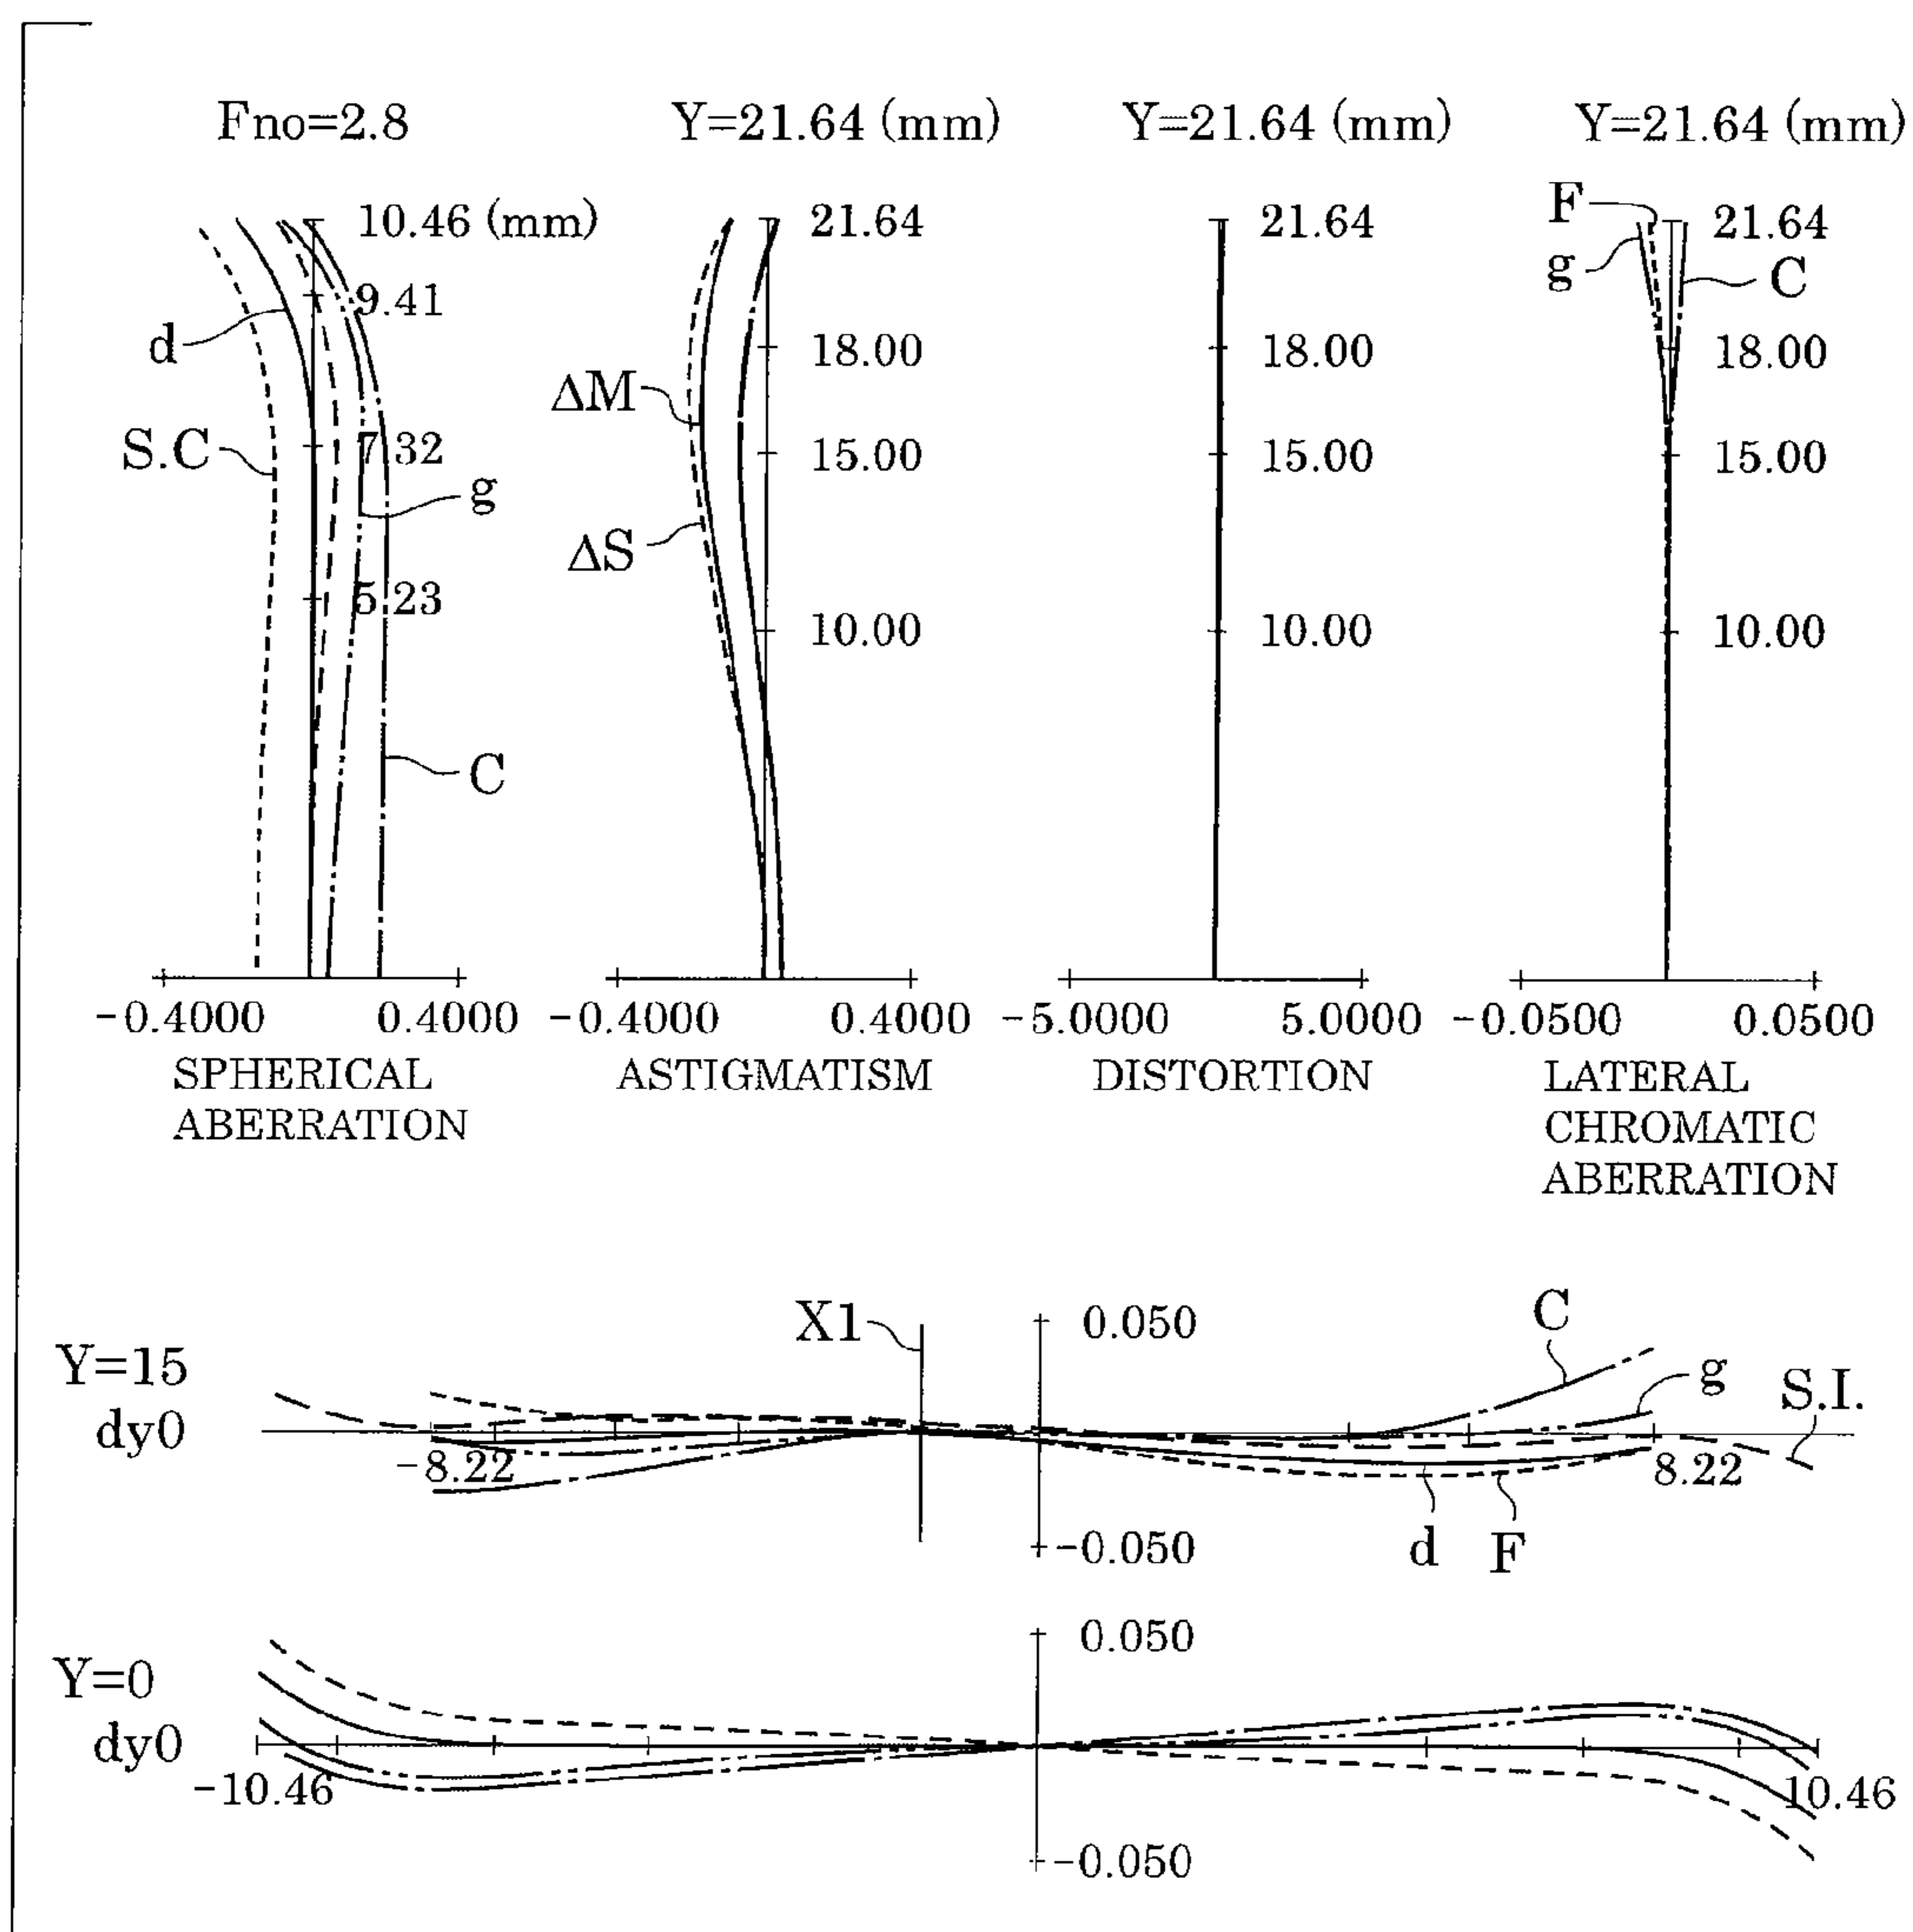 Fno=2.8
10.46 (mm)
9.41
7.32
5.23
d
S.C
g
C
-0.4000
0.4000
SPHERICAL
ABERRATION
Y=21.64 (mm)
21.64
18.00
15.00
10.00
ΔM
ΔS
-0.4000
0.4000
ASTIGMATISM
Y=21.64 (mm)
21.64
18.00
15.00
10.00
-5.0000
5.0000
DISTORTION
Y=21.64 (mm)
F
g
C
21.64
18.00
15.00
10.00
-0.0500
0.0500
LATERAL
CHROMATIC
ABERRATION
Y=15
dy0
X1
0.050
-0.050
-8.22
8.22
C
g
S.I.
d
F
Y=0
dy0
0.050
-0.050
-10.46
10.46